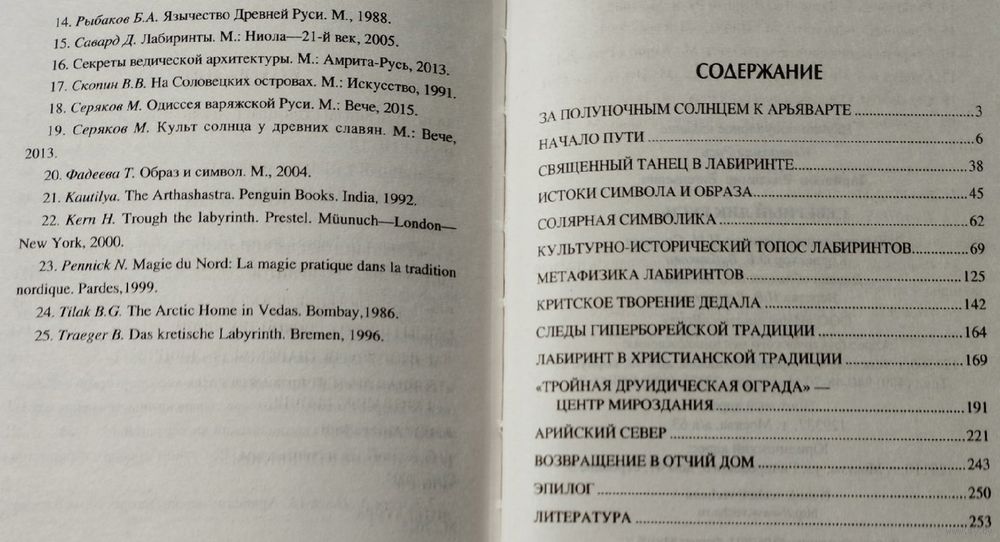 14. Рыбаков Б.А. Язычество Древней Руси. М., 1988.
15. Савард Д. Лабиринты. М.: Ниола—21-й век, 2005.
16. Секреты ведической архитектуры. М.: Амрита-Русь, 2013.
17. Скопин В.В. На Соловецких островах. М.: Искусство, 1991.
18. Серяков М. Одиссея варяжской Руси. М.: Вече, 2015.
19. Серяков М. Культ солнца у древних славян. М.: Вече,
2013.
20. Фадеева Т. Образ и символ. М., 2004.
21. Kautilya. The Arthashastra. Penguin Books. India, 1992.
22. Kern H. Trough the labyrinth. Prestel. Müunuch—London—
New York, 2000.
23. Pennick N. Magie du Nord: La magie pratique dans la tradition
nordique. Pardes,1999.
24. Tilak B.G. The Arctic Home in Vedas. Bombay,1986.
25. Traeger B. Das kretische Labyrinth. Bremen, 1996.
СОДЕРЖАНИЕ
ЗА ПОЛУНОЧНЫМ СОЛНЦЕМ К АРЬЯВАРТЕ 3
НАЧАЛО ПУТИ 6
СВЯЩЕННЫЙ ТАНЕЦ В ЛАБИРИНТЕ 38
ИСТОКИ СИМВОЛА И ОБРАЗА 45
СОЛЯРНАЯ СИМВОЛИКА 62
КУЛЬТУРНО-ИСТОРИЧЕСКИЙ ТОПОС ЛАБИРИНТОВ 69
МЕТАФИЗИКА ЛАБИРИНТОВ 125
КРИТСКОЕ ТВОРЕНИЕ ДЕДАЛА 142
СЛЕДЫ ГИПЕРБОРЕЙСКОЙ ТРАДИЦИИ 164
ЛАБИРИНТ В ХРИСТИАНСКОЙ ТРАДИЦИИ 169
«ТРОЙНАЯ ДРУИДИЧЕСКАЯ ОГРАДА» —
ЦЕНТР МИРОЗДАНИЯ 191
АРИЙСКИЙ СЕВЕР 221
ВОЗВРАЩЕНИЕ В ОТЧИЙ ДОМ 243
ЭПИЛОГ 250
ЛИТЕРАТУРА 253